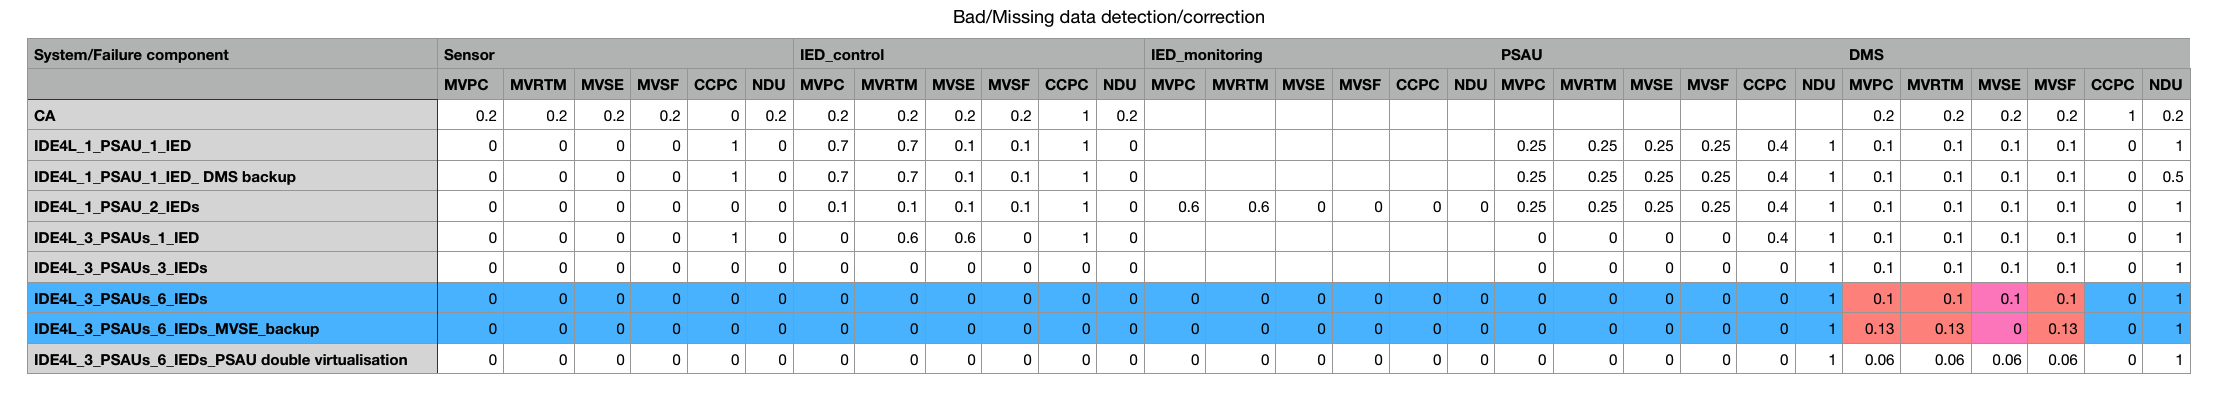 Bad/Missing data detection/correction
System/Failure component Sensor IED_control IED_monitoring PSAU DMS
MVPC MVRTM MVSE MVSF CCPC NDU MVPC MVRTM MVSE MVSF CCPC NDU MVPC MVRTM MVSE MVSF CCPC NDU MVPC MVRTM MVSE MVSF CCPC NDU MVPC MVRTM MVSE MVSF CCPC NDU
CA 0.2 0.2 0.2 0.2 0 0.2 0.2 0.2 0.2 0.2 1 0.2 0.2 0.2 0.2 0.2 1 0.2
IDE4L_1_PSAU_1_IED 0 0 0 0 1 0 0.7 0.7 0.1 0.1 1 0 0.25 0.25 0.25 0.25 0.4 1 0.1 0.1 0.1 0.1 0 1
IDE4L_1_PSAU_1_IED_ DMS backup 0 0 0 0 1 0 0.7 0.7 0.1 0.1 1 0 0.25 0.25 0.25 0.25 0.4 1 0.1 0.1 0.1 0.1 0 0.5
IDE4L_1_PSAU_2_IEDs 0 0 0 0 0 0 0.1 0.1 0.1 0.1 1 0 0.6 0.6 0 0 0 0 0.25 0.25 0.25 0.25 0.4 1 0.1 0.1 0.1 0.1 0 1
IDE4L_3_PSAUs_1_IED 0 0 0 0 1 0 0 0.6 0.6 0 1 0 0 0 0 0 0.4 1 0.1 0.1 0.1 0.1 0 1
IDE4L_3_PSAUs_3_IEDs 0 0 0 0 0 0 0 0 0 0 0 0 0 0 0 0 0 1 0.1 0.1 0.1 0.1 0 1
IDE4L_3_PSAUs_6_IEDs 0 0 0 0 0 0 0 0 0 0 0 0 0 0 0 0 0 0 0 0 0 0 0 1 0.1 0.1 0.1 0.1 0 1
IDE4L_3_PSAUs_6_IEDs_MVSE_backup 0 0 0 0 0 0 0 0 0 0 0 0 0 0 0 0 0 0 0 0 0 0 0 1 0.13 0.13 0 0.13 0 1
IDE4L_3_PSAUs_6_IEDs_PSAU double virtualisation 0 0 0 0 0 0 0 0 0 0 0 0 0 0 0 0 0 0 0 0 0 0 0 1 0.06 0.06 0.06 0.06 0 1